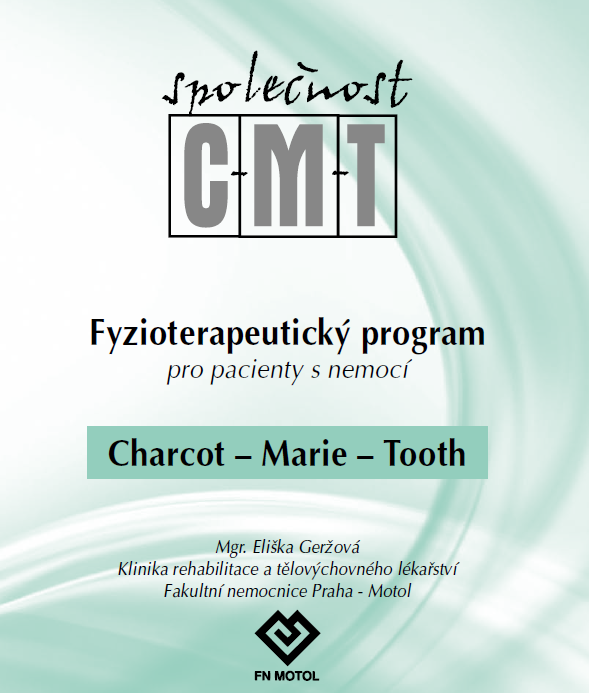 společnost
C-M-T
Fyzioterapeutický program
pro pacienty s nemocí
Charcot – Marie – Tooth
Mgr. Eliška Geržová
Klinika rehabilitace a tělovýchovného lékařství
Fakultní nemocnice Praha - Motol
FN MOTOL